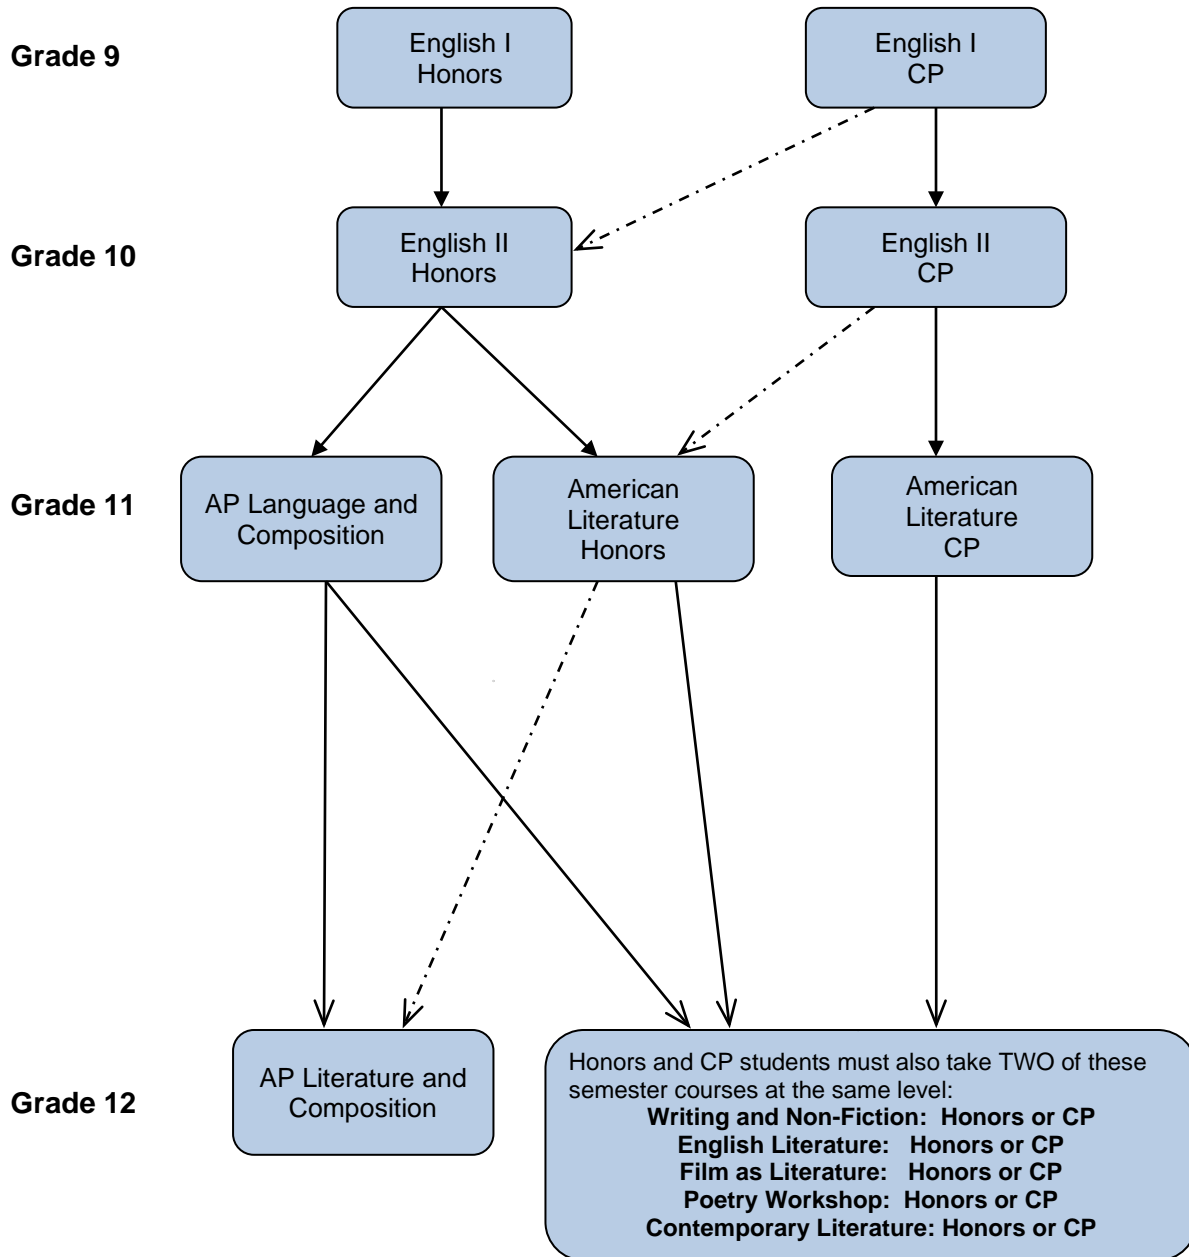 Grade 9
English I
Honors
English I
CP
Grade 10
English II
Honors
English II
CP
Grade 11
AP Language and
Composition
American
Literature
Honors
American
Literature
CP
Grade 12
AP Literature and
Composition
Honors and CP students must also take TWO of these
semester courses at the same level:
Writing and Non-Fiction:  Honors or CP
English Literature:   Honors or CP
Film as Literature:   Honors or CP
Poetry Workshop:  Honors or CP
Contemporary Literature: Honors or CP